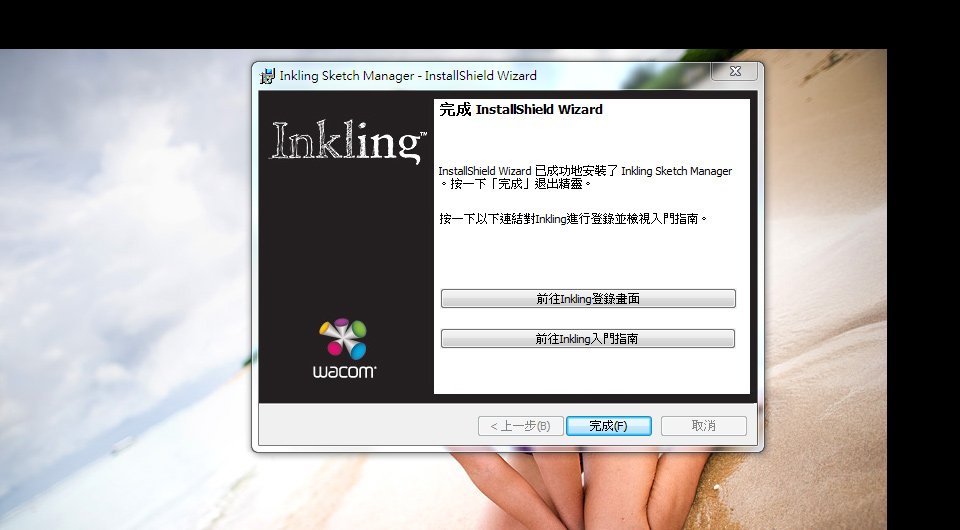 Inkling Sketch Manager - InstallShield Wizard
Inkling™
完成 InstallShield Wizard
InstallShield Wizard 已成功地安裝了 Inkling Sketch Manager
。按一下「完成」退出精靈。
按一下以下連結對Inkling進行登錄並檢視入門指南。
前往Inkling登錄畫面
前往Inkling入門指南
wacom
< 上一步(B)
完成(F)
取消